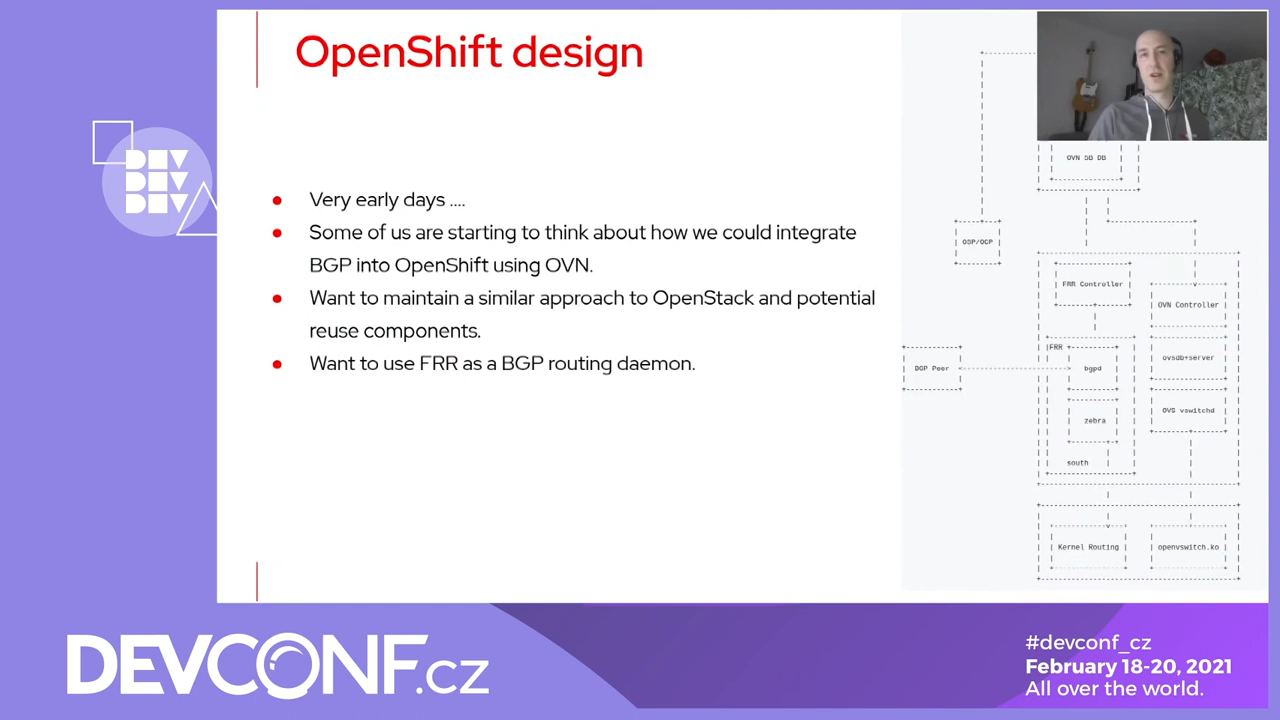 OpenShift design
DEV
DEV
DEV
Very early days ....
Some of us are starting to think about how we could integrate
BGP into OpenShift using OVN.
Want to maintain a similar approach to OpenStack and potential
reuse components.
Want to use FRR as a BGP routing daemon.
OVN SB DB
OSP/OCP
FRR Controller
OVN Controller
FRR
BGP Peer
bgpd
ovsdb-server
zebra
OVS vswitchd
south
Kernel Routing
openvswitch.ko
DEVCONF.cz
#devconf_cz
February 18-20, 2021
All over the world.